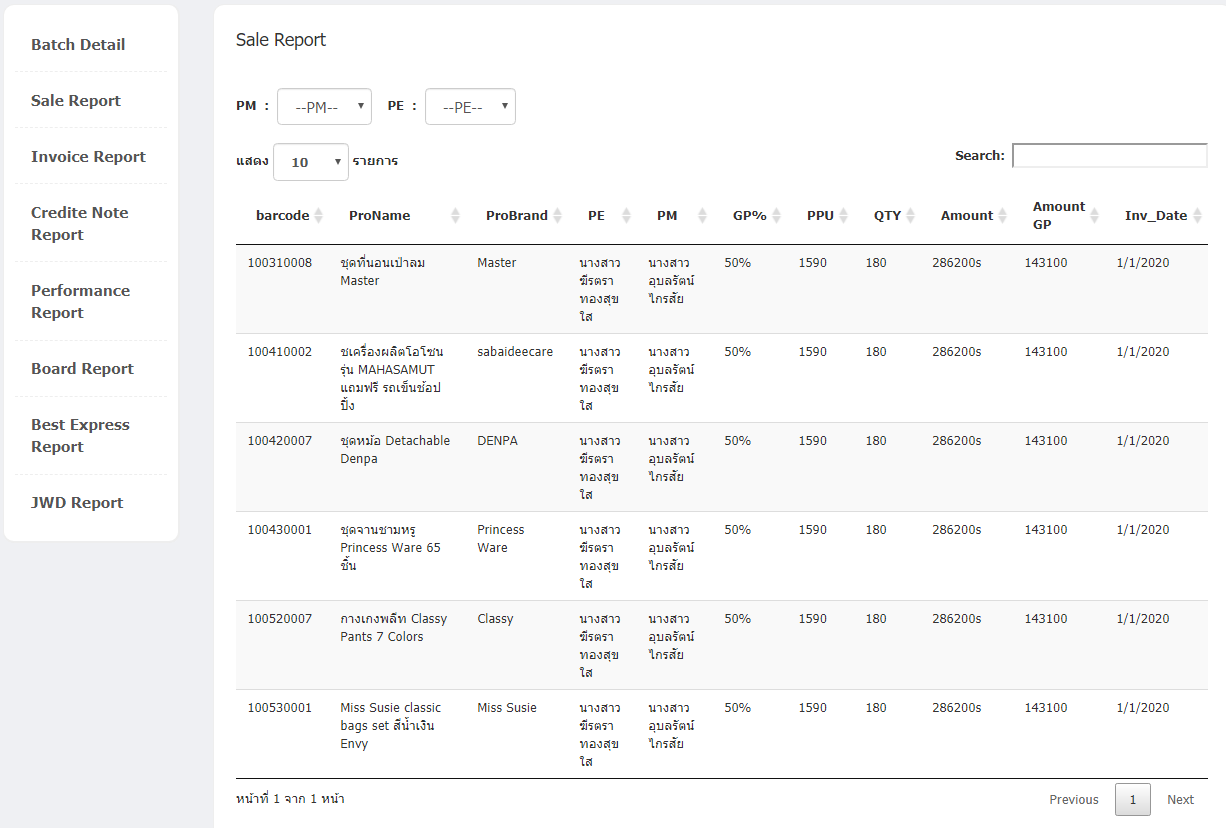 Batch Detail
Sale Report
Invoice Report
Credite Note
Report
Performance
Report
Board Report
Best Express
Report
JWD Report
Sale Report
PM : --PM-- PE : --PE--
แสดง 10 รายการ Search:
barcode ProName ProBrand PE PM GP% PPU QTY Amount Amount GP Inv_Date
100310008 ชุดที่นอนเป่าลม Master นางสาว นางสาว 50% 1590 180 286200s 143100 1/1/2020
Master ฆีรตรา อุบลรัตน์
ทองสุข ไกรสัย
ใส
100410002 ชเครื่องผลิตโอโซน sabaideecare นางสาว นางสาว 50% 1590 180 286200s 143100 1/1/2020
รุ่น MAHASAMUT ฆีรตรา อุบลรัตน์
แถมฟรี รถเข็นช้อป ทองสุข ไกรสัย
ปิ้ง ใส
100420007 ชุดหม้อ Detachable DENPA นางสาว นางสาว 50% 1590 180 286200s 143100 1/1/2020
Denpa ฆีรตรา อุบลรัตน์
ทองสุข ไกรสัย
ใส
100430001 ชุดจานชามหรู Princess นางสาว นางสาว 50% 1590 180 286200s 143100 1/1/2020
Princess Ware 65 Ware ฆีรตรา อุบลรัตน์
ชิ้น ทองสุข ไกรสัย
ใส
100520007 กางเกงพลีท Classy Classy นางสาว นางสาว 50% 1590 180 286200s 143100 1/1/2020
Pants 7 Colors ฆีรตรา อุบลรัตน์
ทองสุข ไกรสัย
ใส
100530001 Miss Susie classic Miss Susie นางสาว นางสาว 50% 1590 180 286200s 143100 1/1/2020
bags set สีน้ำเงิน ฆีรตรา อุบลรัตน์
Envy ทองสุข ไกรสัย
ใส
หน้าที่ 1 จาก 1 หน้า Previous 1 Next